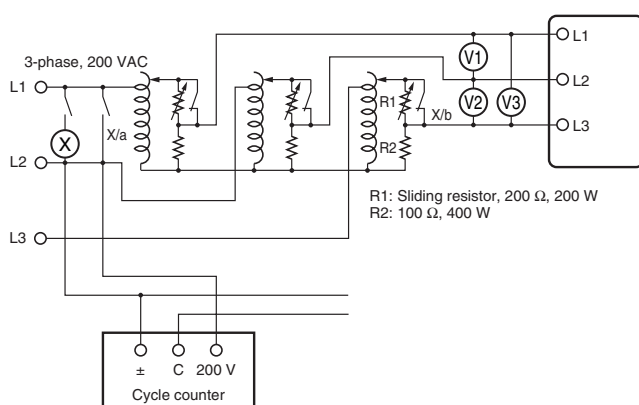 3-phase, 200 VAC
L1
L2
L3
X
X/a
R1
R2
X/b
V1
V2
V3
L1
L2
L3
R1: Sliding resistor, 200 Ω, 200 W
R2: 100 Ω, 400 W
± C 200 V
Cycle counter